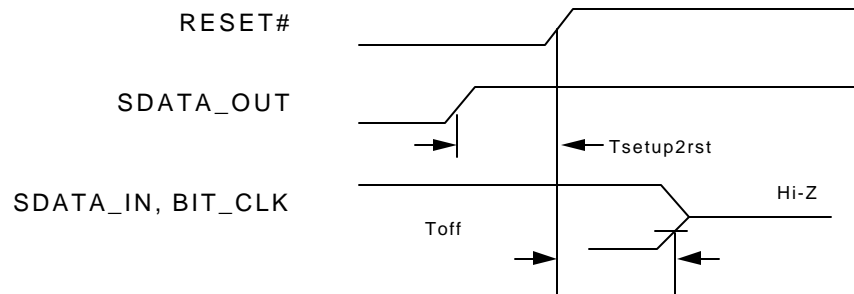 RESET#
SDATA_OUT
Tsetup2rst
SDATA_IN, BIT_CLK
Hi-Z
Toff